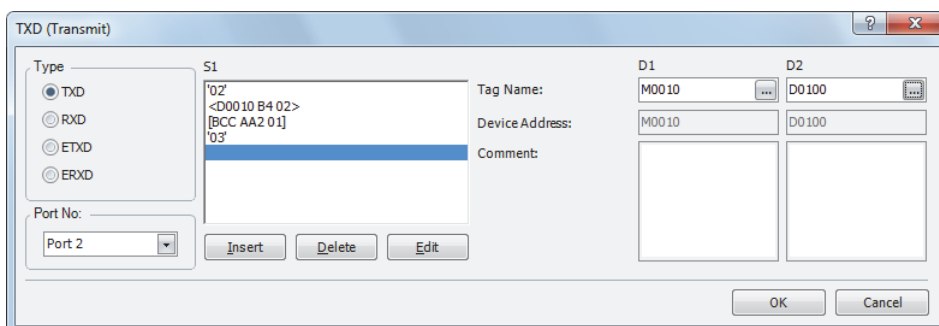 TXD (Transmit)
Type
TXD
RXD
ETXD
ERXD
Port No:
Port 2
S1
'02'
<D0010 B4 02>
[BCC AA2 01]
'03'
Insert Delete Edit
D1 D2
Tag Name: M0010 ... D0100 ...
Device Address: M0010 D0100
Comment:
OK Cancel